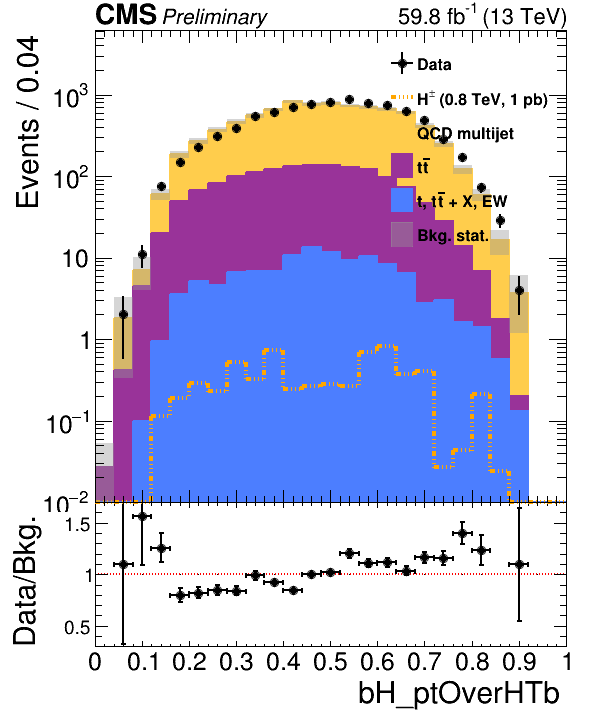 CMS Preliminary 59.8 fb⁻¹ (13 TeV)
Events / 0.04
10³
10²
10
1
10⁻¹
10⁻²
Data
H± (0.8 TeV, 1 pb)
QCD multijet
tt̄
t, tt̄ + X, EW
Bkg. stat.
Data/Bkg.
1.5
1
0.5
0 0.1 0.2 0.3 0.4 0.5 0.6 0.7 0.8 0.9 1
bH_ptOverHTb